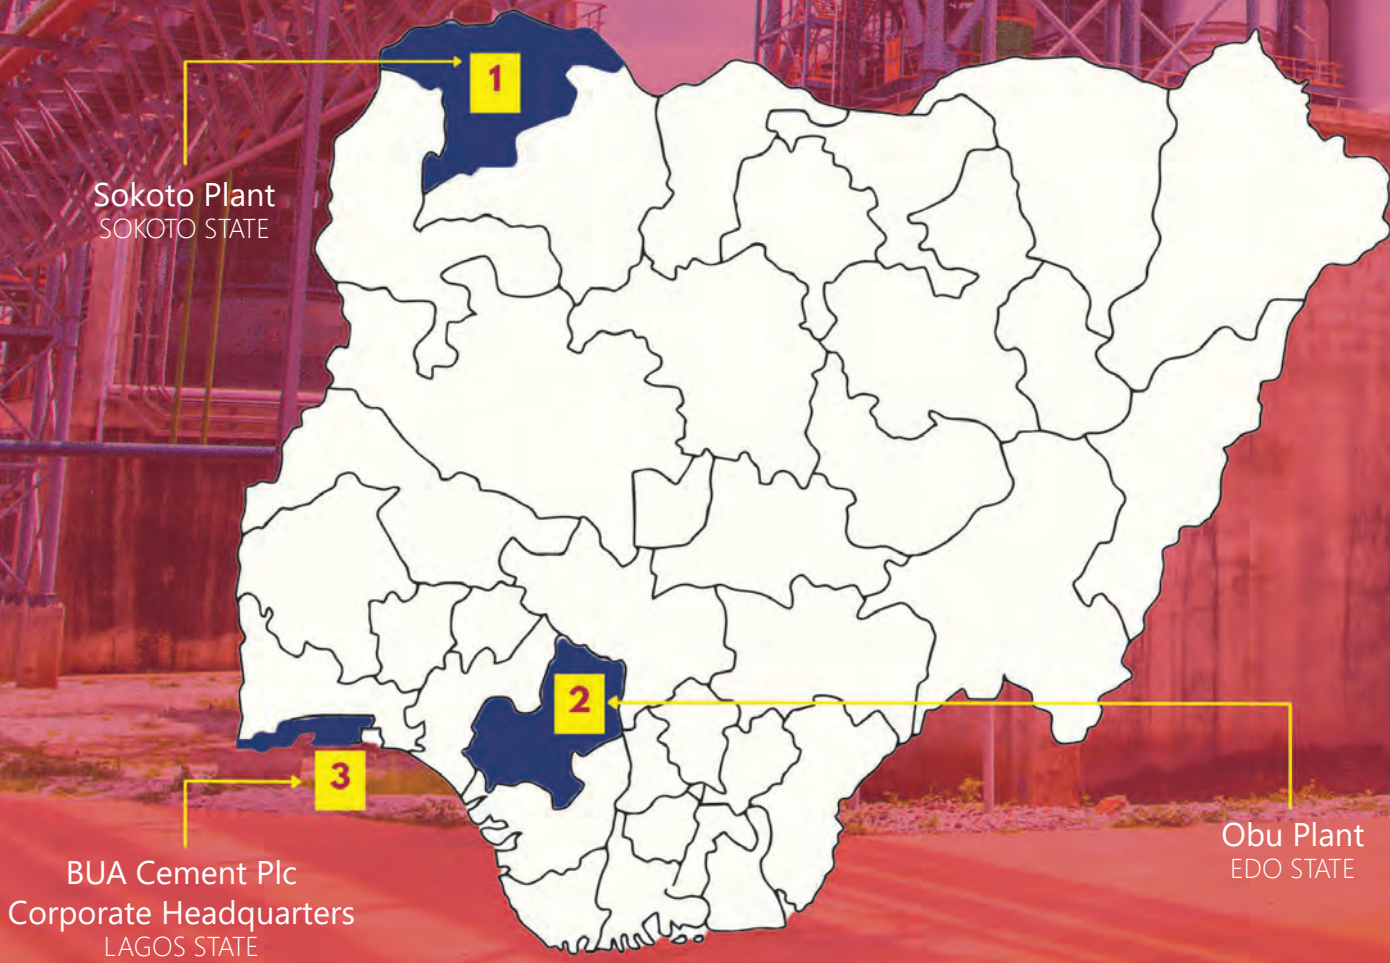 1
Sokoto Plant
SOKOTO STATE
2
3
Obu Plant
EDO STATE
BUA Cement Plc
Corporate Headquarters
LAGOS STATE